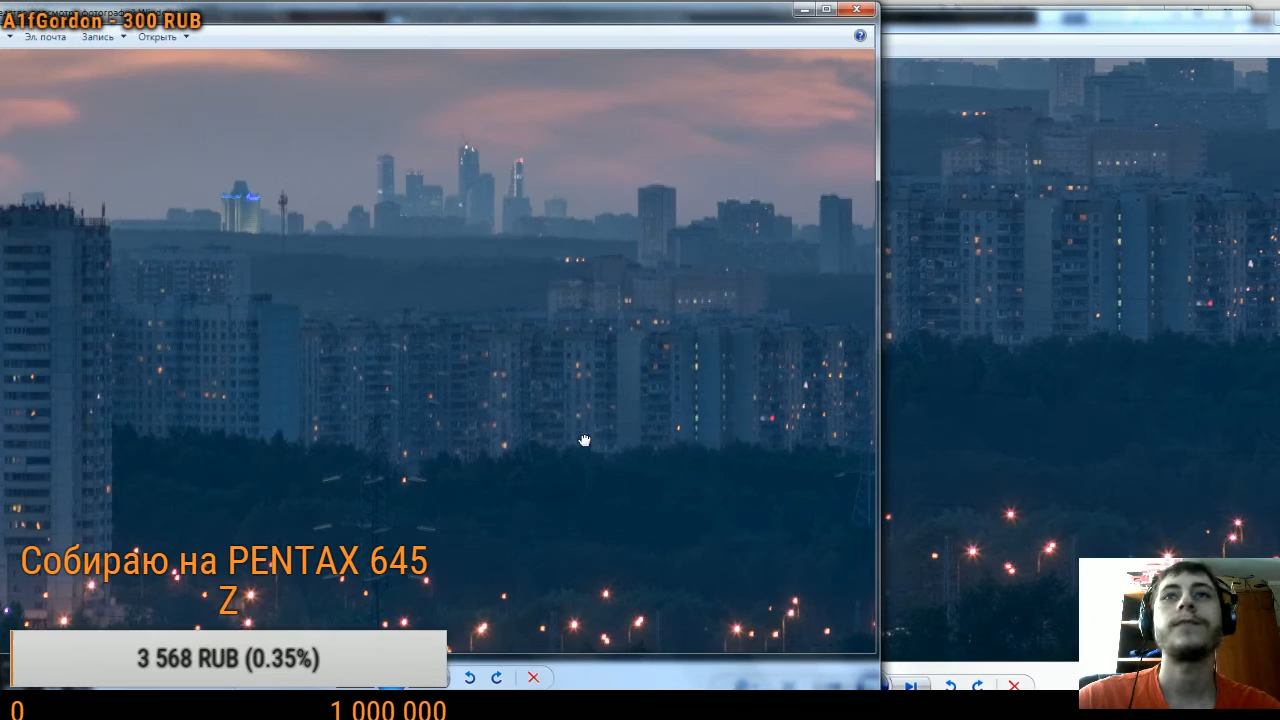 A1fGordon - 300 RUB
Эл. почта Запись Открыть
Собираю на PENTAX 645
Z
3 568 RUB (0.35%)
0 1 000 000